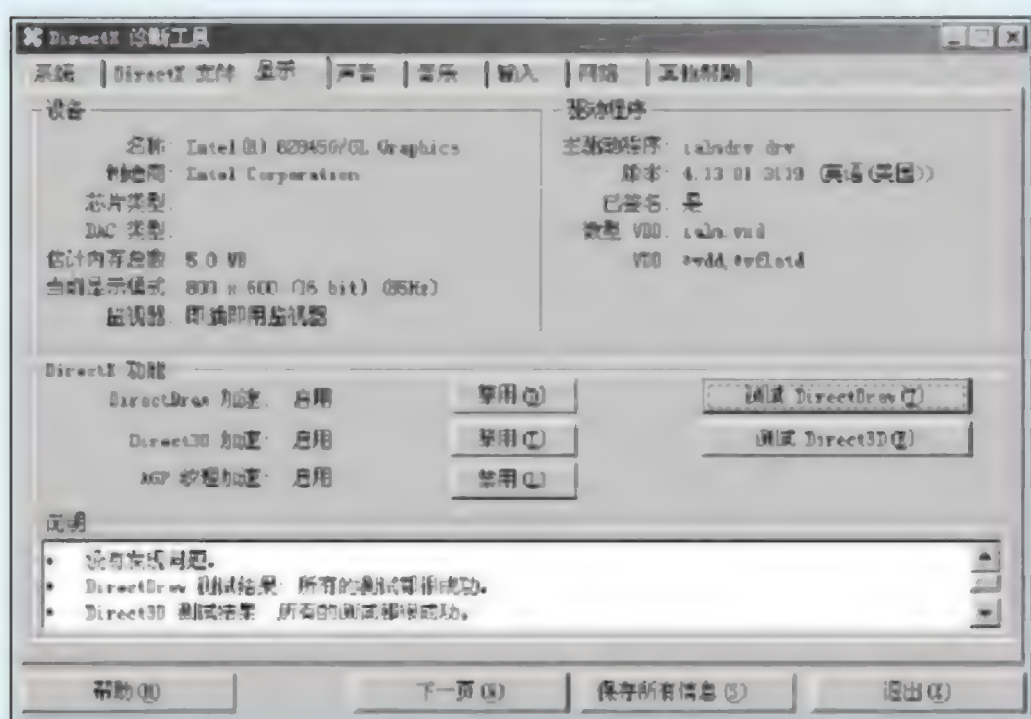 DirectX 诊断工具
系统 DirectX 文件 显示 声音 音乐 输入 网络 其他帮助
设备
名称: Intel(R) 82845G/GL Graphics
制造商: Intel Corporation
芯片类型:
DAC 类型:
估计内存总数: 5.0 MB
当前显示模式: 800 x 600 (16 bit) (85Hz)
监视器: 即插即用监视器
驱动程序
主驱动程序: ialmdrv.drv
版本: 4.13.01.3119 (英语(美国))
已签名: 是
微型 VDD: ialm.vxd
VDD: *vdd,*vflatd
DirectX 功能
DirectDraw 加速: 启用 禁用(D) 测试 DirectDraw(T)
Direct3D 加速: 启用 禁用 测试 Direct3D
AGP 纹理加速: 启用 禁用(L)
说明
• 没有发现问题。
• DirectDraw 测试结果: 所有的测试都很成功。
• Direct3D 测试结果: 所有的测试都很成功。
帮助(H) 下一页(N) 保存所有信息(S) 退出(X)